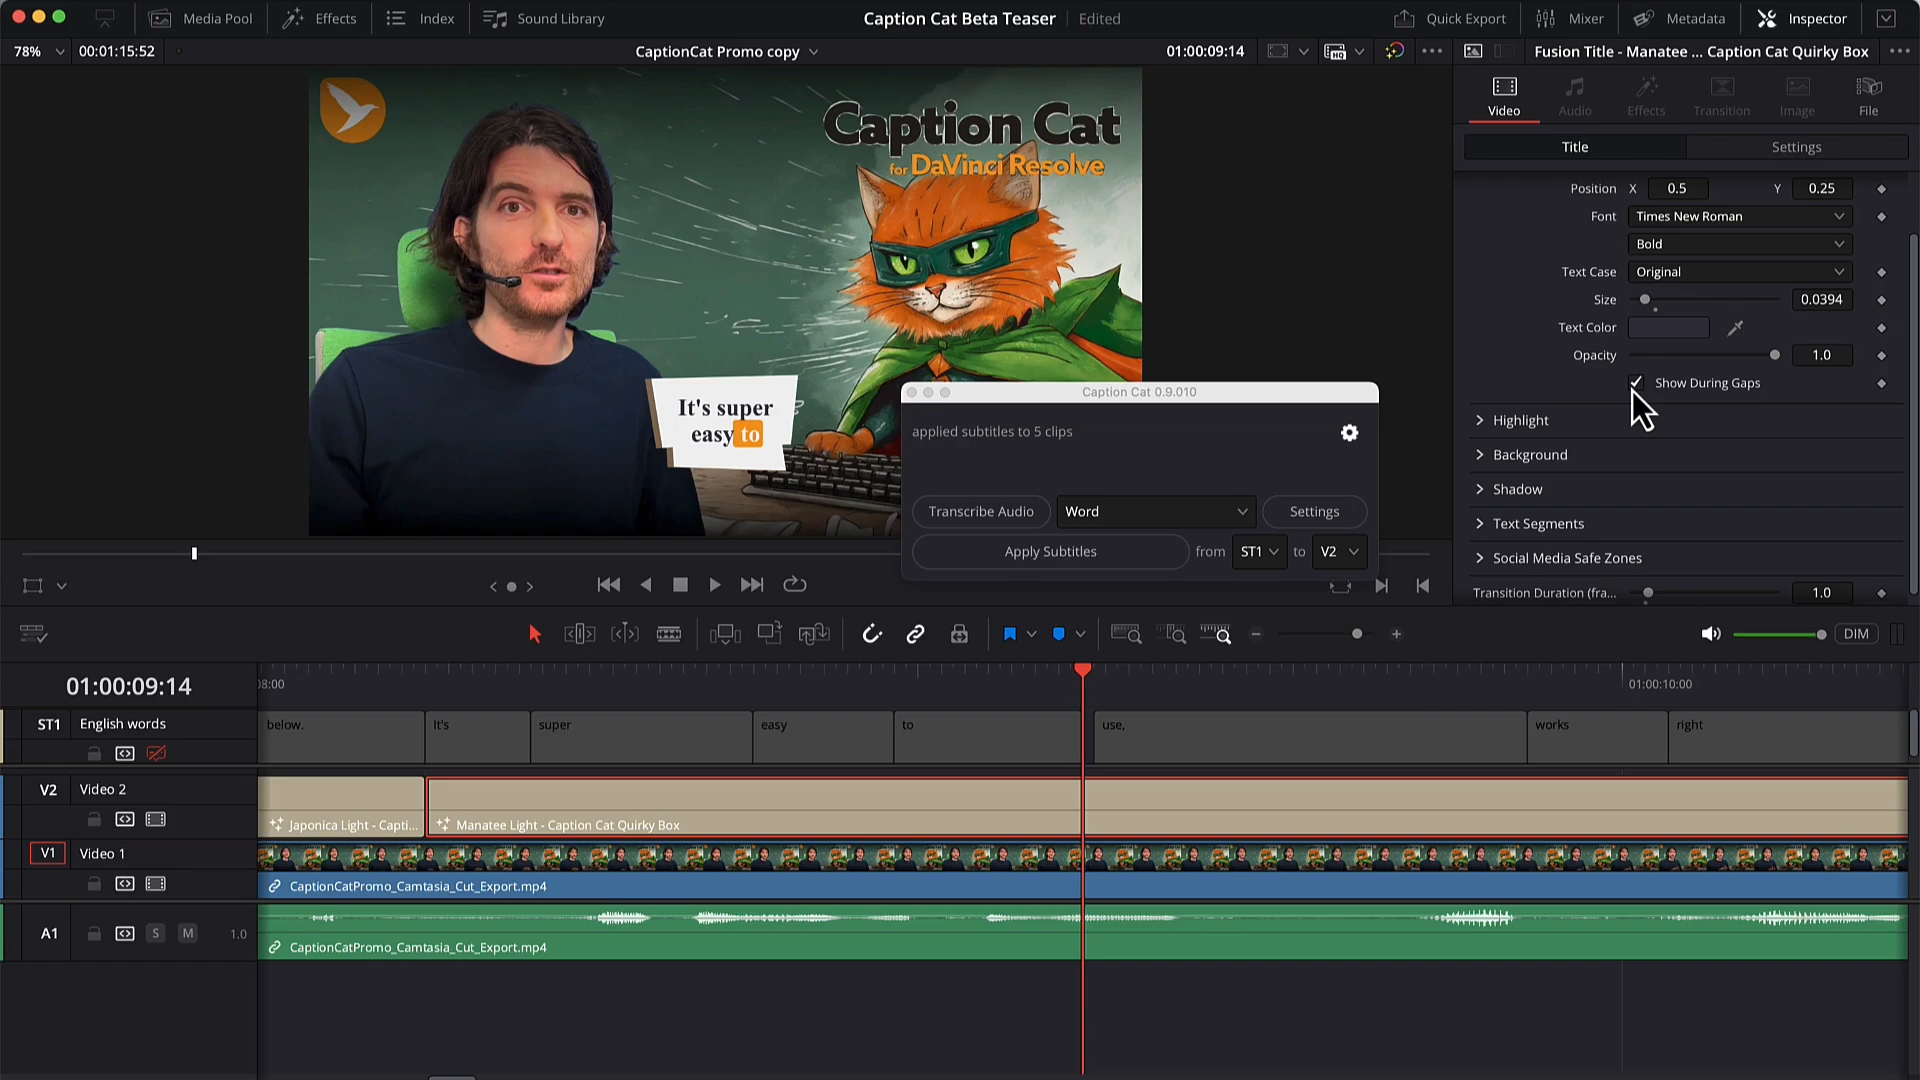 Media Pool
Effects
Index
Sound Library
Caption Cat Beta Teaser
Edited
Quick Export
Mixer
Metadata
Inspector
78%
00:01:15:52
CaptionCat Promo copy
01:00:09:14
Fusion Title - Manatee ... Caption Cat Quirky Box
Caption Cat
for DaVinci Resolve
It's super
easy to
Video
Audio
Effects
Transition
Image
File
Title
Settings
Position X 0.5 Y 0.25
Font Times New Roman
Bold
Text Case Original
Size 0.0394
Text Color
Opacity 1.0
Show During Gaps
Highlight
Background
Shadow
Text Segments
Social Media Safe Zones
Transition Duration (fra... 1.0
Caption Cat 0.9.010
applied subtitles to 5 clips
Transcribe Audio
Word
Settings
Apply Subtitles
from ST1 to V2
DIM
01:00:09:14
08:00
01:00:10:00
ST1 English words
below.
It's
super
easy
to
use,
works
right
V2 Video 2
Japonica Light - Capti...
Manatee Light - Caption Cat Quirky Box
V1 Video 1
CaptionCatPromo_Camtasia_Cut_Export.mp4
A1 S M 1.0
CaptionCatPromo_Camtasia_Cut_Export.mp4